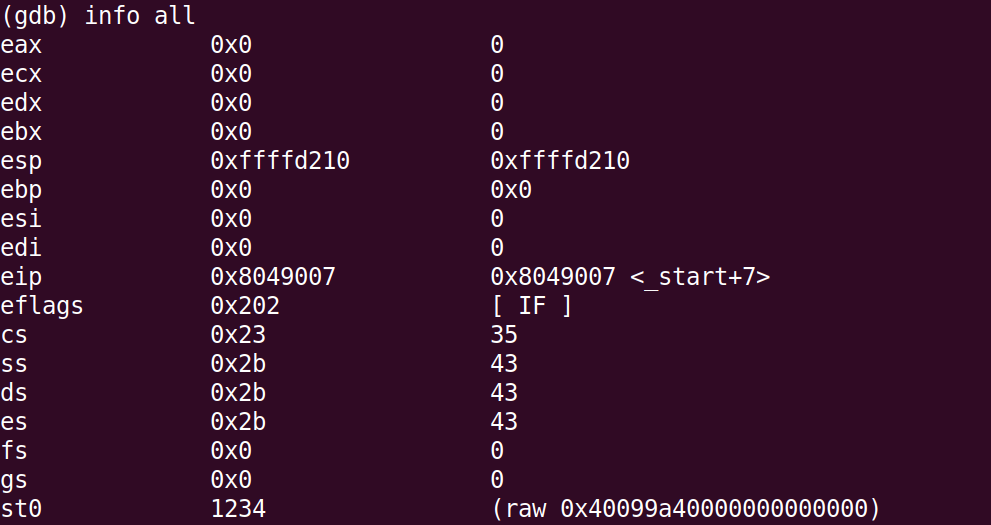 (gdb) info all
eax 0x0 0
ecx 0x0 0
edx 0x0 0
ebx 0x0 0
esp 0xffffd210 0xffffd210
ebp 0x0 0x0
esi 0x0 0
edi 0x0 0
eip 0x8049007 0x8049007 <_start+7>
eflags 0x202 [ IF ]
cs 0x23 35
ss 0x2b 43
ds 0x2b 43
es 0x2b 43
fs 0x0 0
gs 0x0 0
st0 1234 (raw 0x40099a40000000000000)